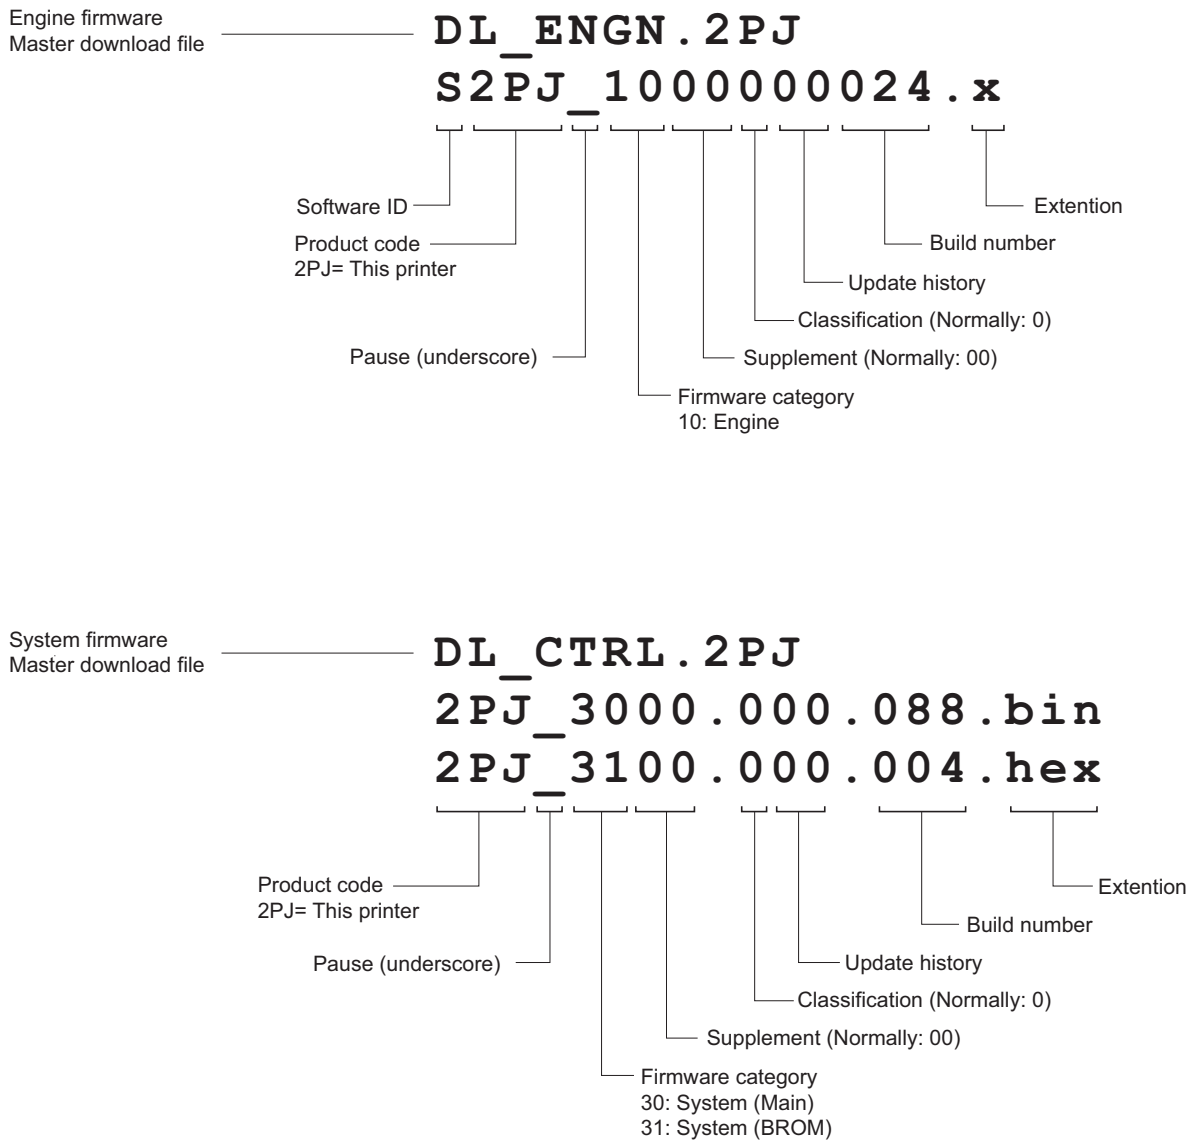 Engine firmware
Master download file
DL_ENGN.2PJ
S2PJ_1000000024.x
Software ID
Extention
Product code
2PJ= This printer
Build number
Update history
Classification (Normally: 0)
Pause (underscore)
Supplement (Normally: 00)
Firmware category
10: Engine
System firmware
Master download file
DL_CTRL.2PJ
2PJ_3000.000.088.bin
2PJ_3100.000.004.hex
Product code
2PJ= This printer
Extention
Build number
Pause (underscore)
Update history
Classification (Normally: 0)
Supplement (Normally: 00)
Firmware category
30: System (Main)
31: System (BROM)